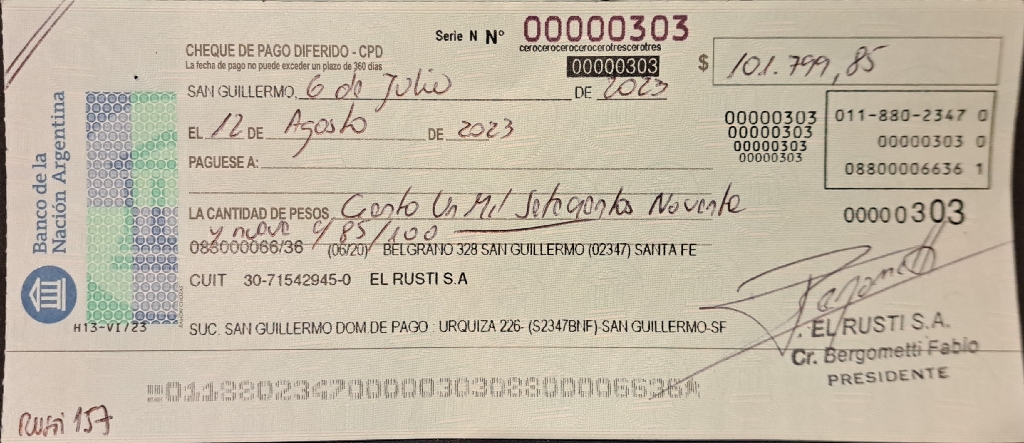 Serie N Nº 00000303
cerocerocerocerocerotrescerotres
00000303
CHEQUE DE PAGO DIFERIDO - CPD
La fecha de pago no puede exceder un plazo de 360 días
$ 101.799,85
SAN GUILLERMO, 6 de Julio DE 2023
EL 12 DE Agosto DE 2023
PAGUESE A:
00000303
00000303
00000303
00000303
011-880-2347 0
00000303 0
08800006636 1
LA CANTIDAD DE PESOS, Ciento Un Mil Setecientos Noventa
y nueve c/ 85/100
00000303
088000066/36 (06/20) BELGRANO 328 SAN GUILLERMO (02347) SANTA FE
CUIT 30-71542945-0 EL RUSTI S.A
SUC. SAN GUILLERMO DOM DE PAGO : URQUIZA 226- (S2347BNF)-SAN GUILLERMO-SF
Banco de la
Nación Argentina
H13-VI/23
EL RUSTI S.A.
Cr. Bergometti Fabio
PRESIDENTE
01188023470000030308800006636
Rusti 157